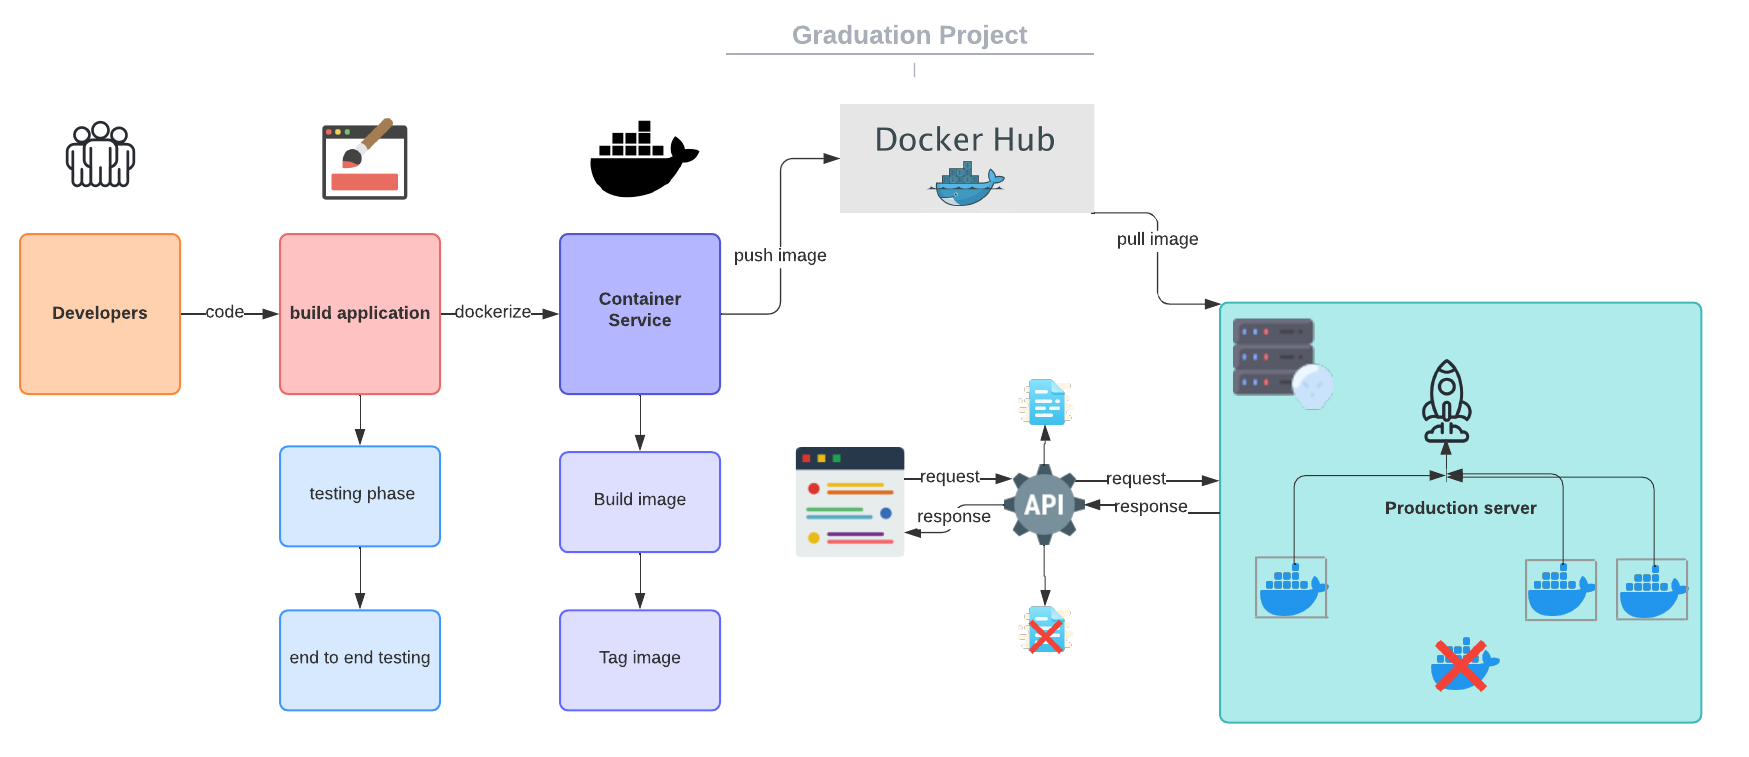 Graduation Project
Docker Hub
push image
pull image
Developers
code
build application
dockerize
Container
Service
testing phase
Build image
end to end testing
Tag image
request
response
API
request
response
Production server